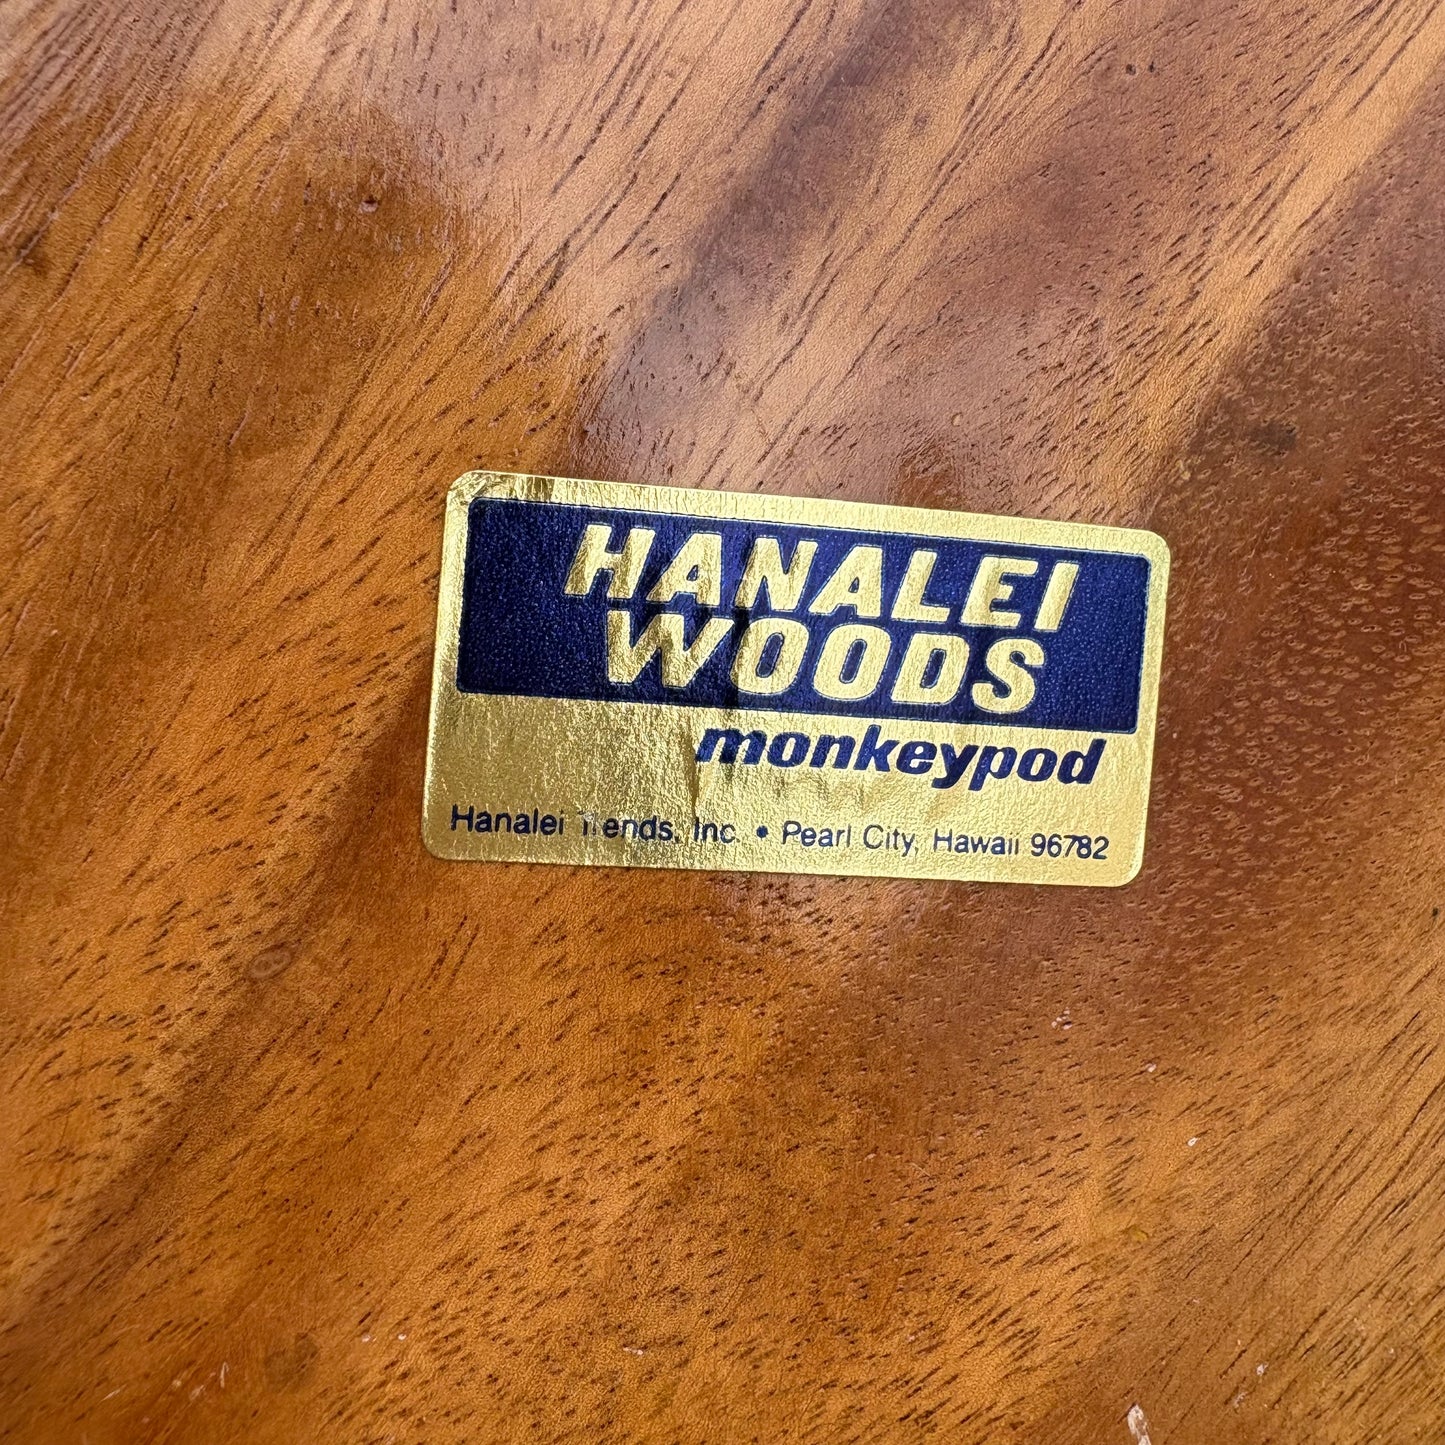 HANALEI
WOODS
monkeypod
Hanalei Trends, Inc. • Pearl City, Hawaii 96782